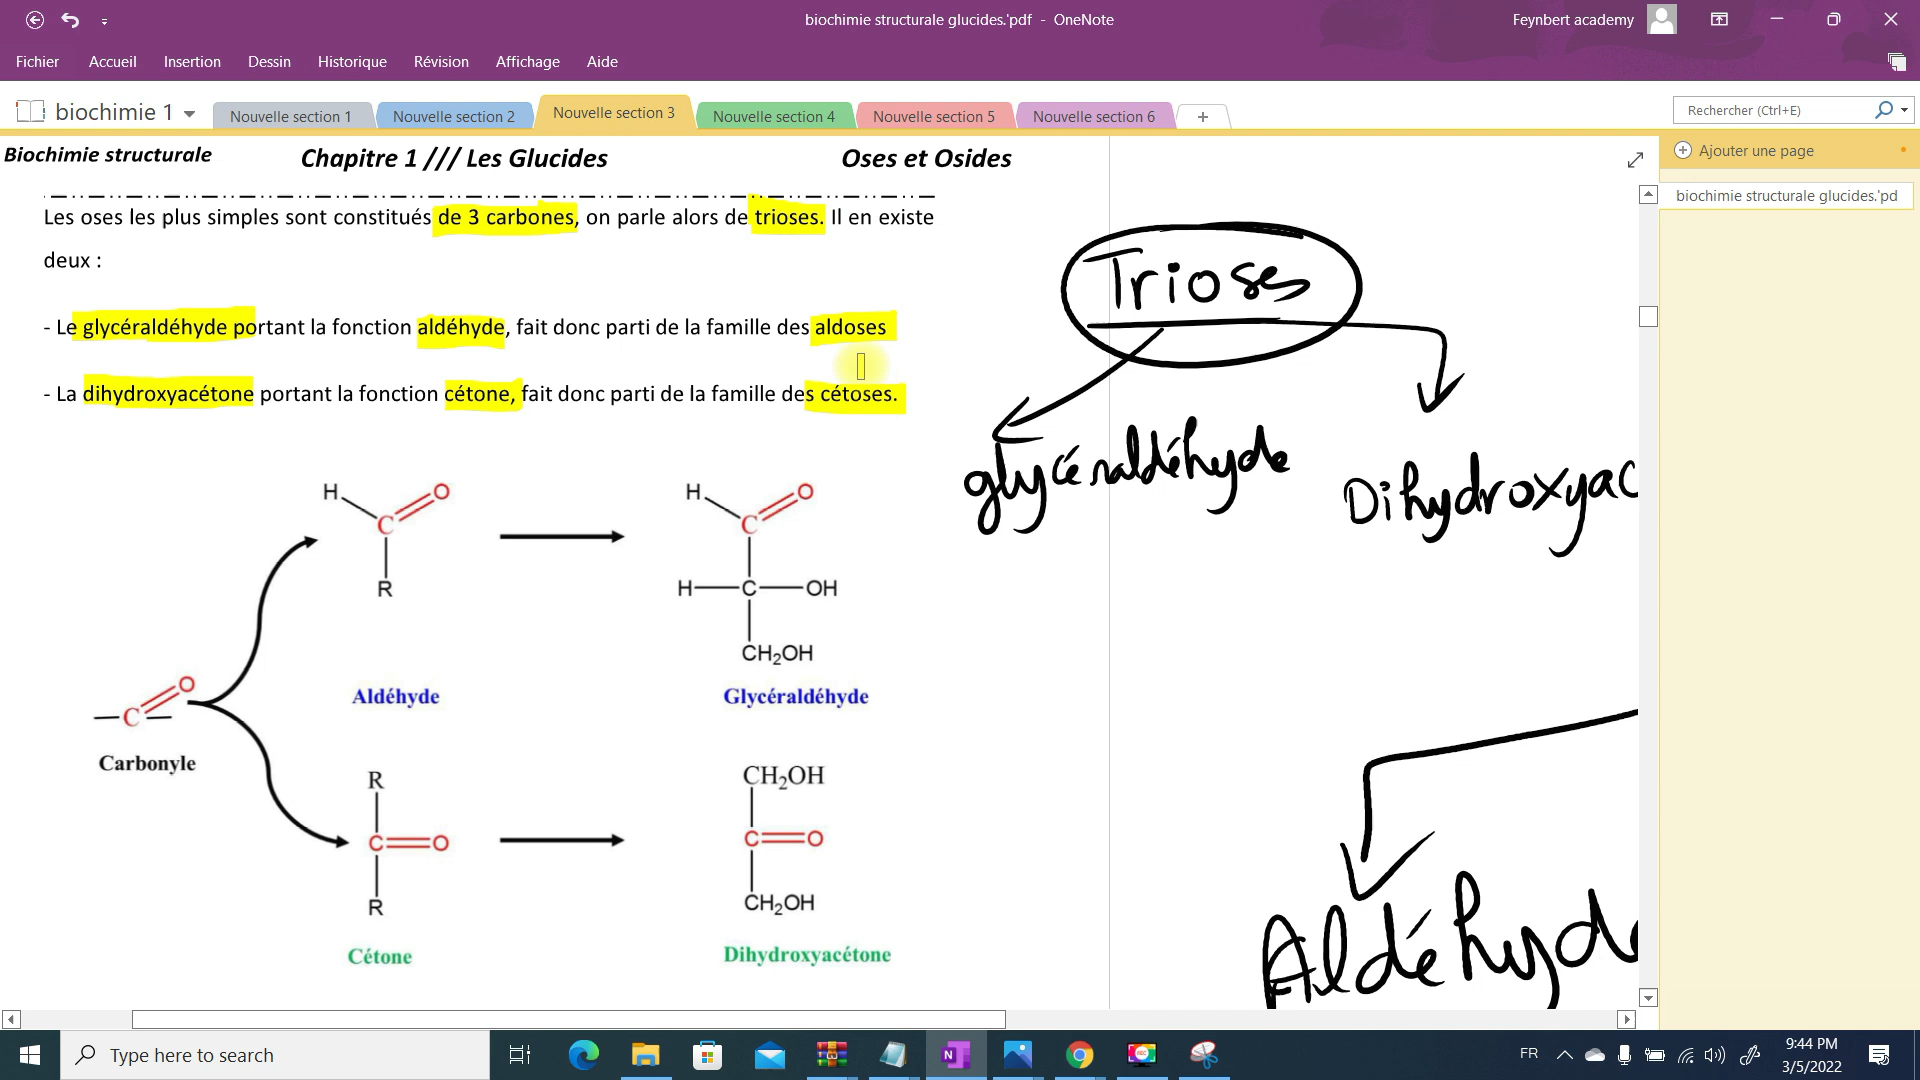 biochimie structurale glucides.'pdf - OneNote
Feynbert academy
Fichier Accueil Insertion Dessin Historique Révision Affichage Aide
biochimie 1
Nouvelle section 1 Nouvelle section 2 Nouvelle section 3 Nouvelle section 4 Nouvelle section 5 Nouvelle section 6 +
Rechercher (Ctrl+E)
Ajouter une page
biochimie structurale glucides.'pd
Biochimie structurale Chapitre 1 /// Les Glucides Oses et Osides
Les oses les plus simples sont constitués de 3 carbones, on parle alors de trioses. Il en existe
deux :
- Le glycéraldéhyde portant la fonction aldéhyde, fait donc parti de la famille des aldoses
- La dihydroxyacétone portant la fonction cétone, fait donc parti de la famille des cétoses.
Trioses
glycéraldéhyde
Dihydroxyac
H O H O
C C
R H C OH
CH₂OH
Aldéhyde Glycéraldéhyde
O
C
Carbonyle
R CH₂OH
C O C O
R CH₂OH
Cétone Dihydroxyacétone
Aldéhyde
Type here to search
FR
9:44 PM
3/5/2022